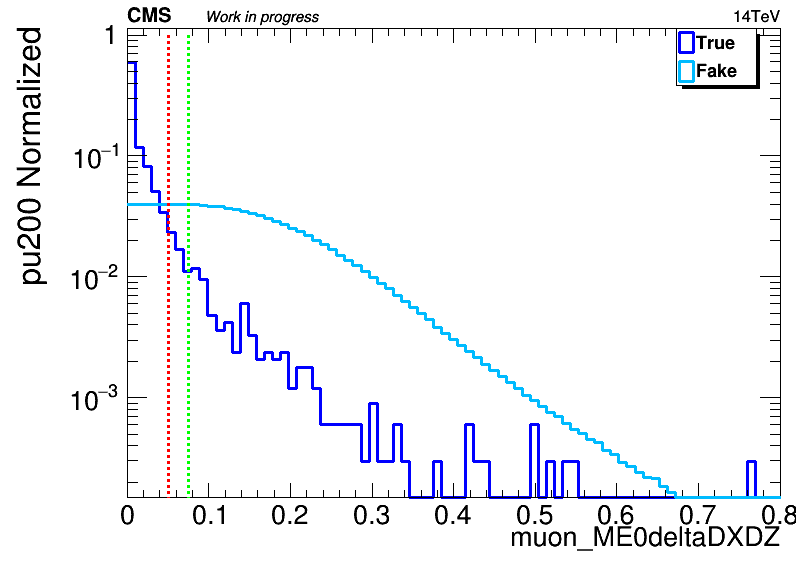 CMS Work in progress 14TeV
True
Fake
pu200 Normalized
1
10⁻¹
10⁻²
10⁻³
0 0.1 0.2 0.3 0.4 0.5 0.6 0.7 0.8
muon_ME0deltaDXDZ